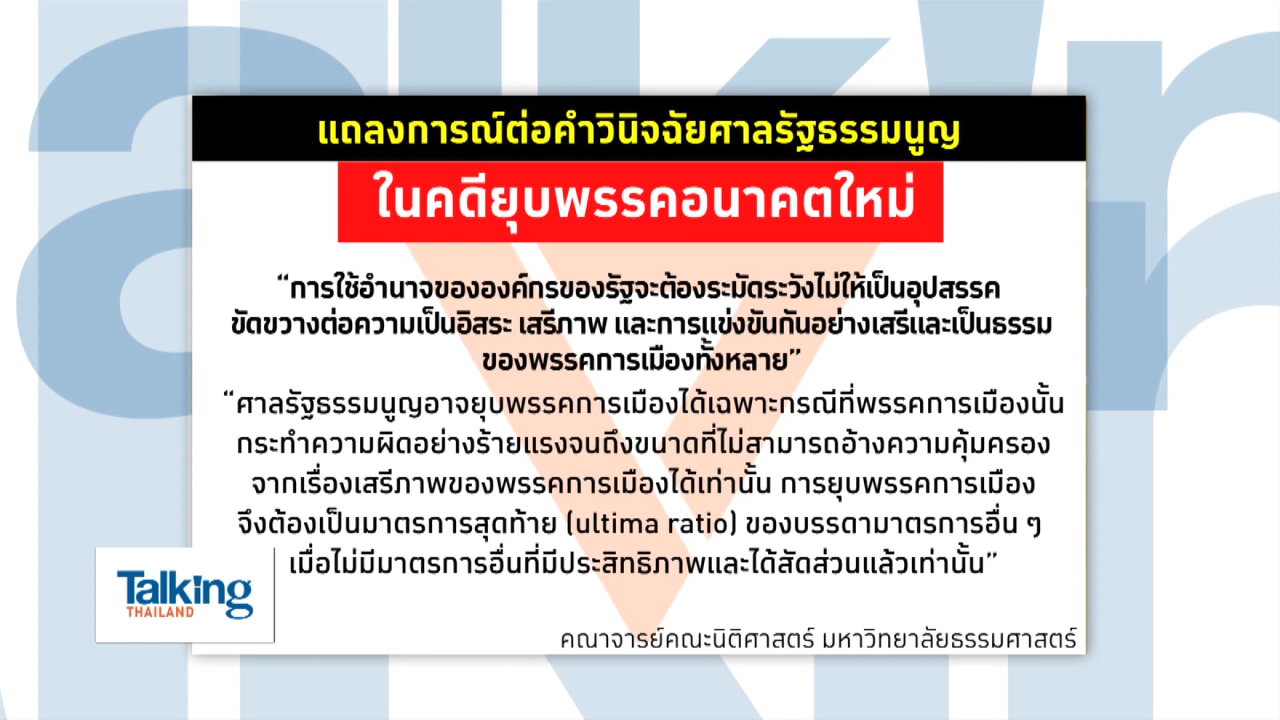 แถลงการณ์ต่อคำวินิจฉัยศาลรัฐธรรมนูญ
ในคดียุบพรรคอนาคตใหม่
“การใช้อำนาจขององค์กรของรัฐจะต้องระมัดระวังไม่ให้เป็นอุปสรรค
ขัดขวางต่อความเป็นอิสระ เสรีภาพ และการแข่งขันกันอย่างเสรีและเป็นธรรม
ของพรรคการเมืองทั้งหลาย”
“ศาลรัฐธรรมนูญอาจยุบพรรคการเมืองได้เฉพาะกรณีที่พรรคการเมืองนั้น
กระทำความผิดอย่างร้ายแรงจนถึงขนาดที่ไม่สามารถอ้างความคุ้มครอง
จากเรื่องเสรีภาพของพรรคการเมืองได้เท่านั้น การยุบพรรคการเมือง
จึงต้องเป็นมาตรการสุดท้าย (ultima ratio) ของบรรดามาตรการอื่น ๆ
เมื่อไม่มีมาตรการอื่นที่มีประสิทธิภาพและได้สัดส่วนแล้วเท่านั้น”
Talking
THAILAND
คณาจารย์คณะนิติศาสตร์ มหาวิทยาลัยธรรมศาสตร์